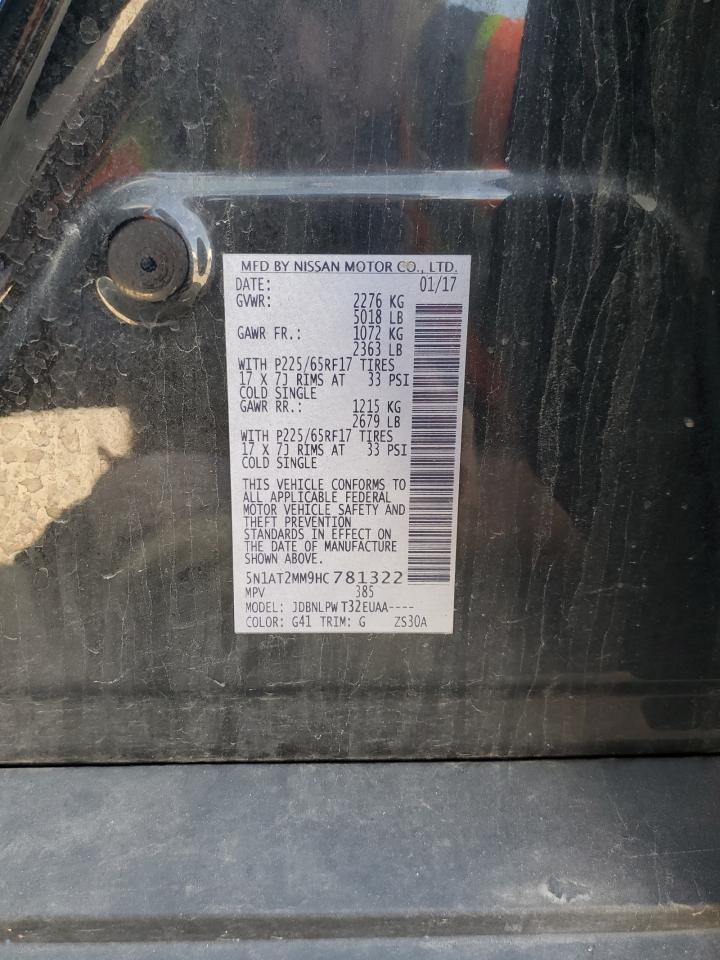 MFD BY NISSAN MOTOR CO., LTD.
DATE: 01/17
GVWR: 2276 KG
5018 LB
GAWR FR.: 1072 KG
2363 LB
WITH P225/65RF17 TIRES
17 X 7J RIMS AT 33 PSI
COLD SINGLE
GAWR RR.: 1215 KG
2679 LB
WITH P225/65RF17 TIRES
17 X 7J RIMS AT 33 PSI
COLD SINGLE
THIS VEHICLE CONFORMS TO
ALL APPLICABLE FEDERAL
MOTOR VEHICLE SAFETY AND
THEFT PREVENTION
STANDARDS IN EFFECT ON
THE DATE OF MANUFACTURE
SHOWN ABOVE.
5N1AT2MM9HC781322
MPV 385
MODEL: JDBNLPW T32EUAA----
COLOR: G41 TRIM: G ZS30A